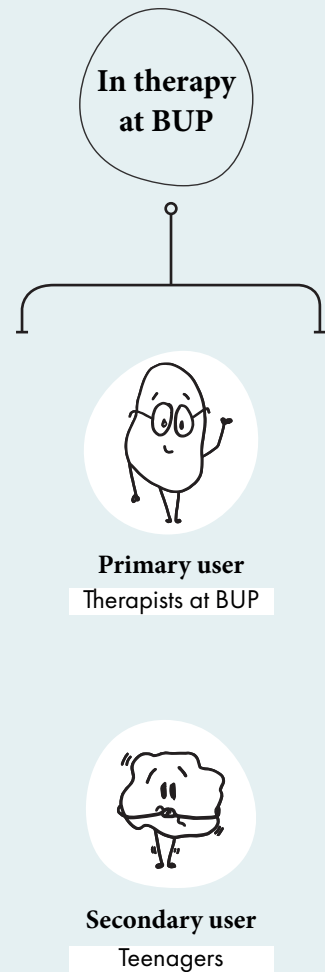 In therapy
at BUP
Primary user
Therapists at BUP
Secondary user
Teenagers